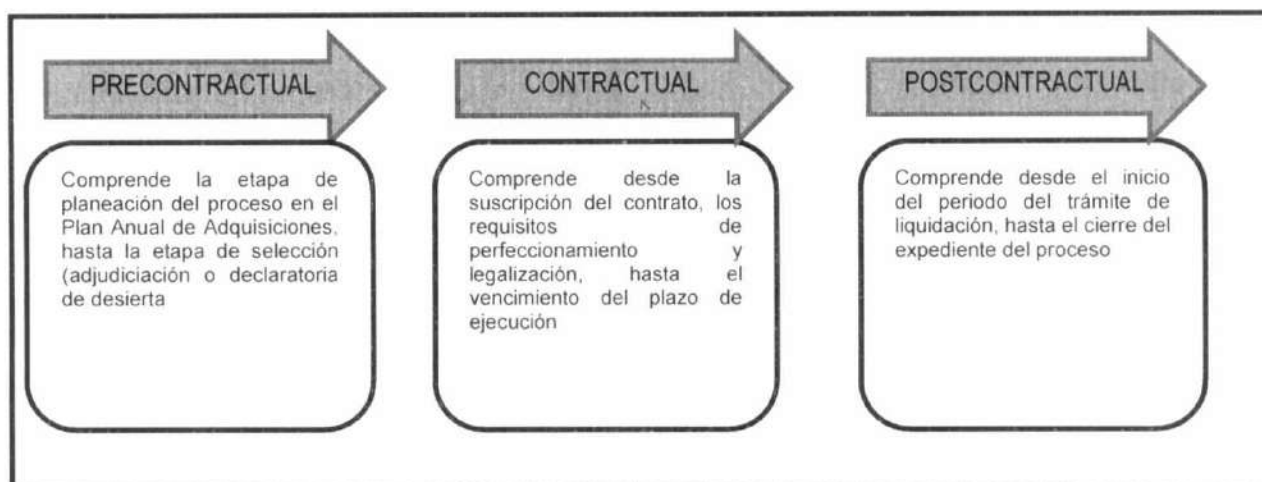 PRECONTRACTUAL
Comprende la etapa de
planeación del proceso en el
Plan Anual de Adquisiciones,
hasta la etapa de selección
(adjudiciación o declaratoria
de desierta
CONTRACTUAL
Comprende desde la
suscripción del contrato, los
requisitos de
perfeccionamiento y
legalización, hasta el
vencimiento del plazo de
ejecución
POSTCONTRACTUAL
Comprende desde el inicio
del periodo del trámite de
liquidación, hasta el cierre del
expediente del proceso